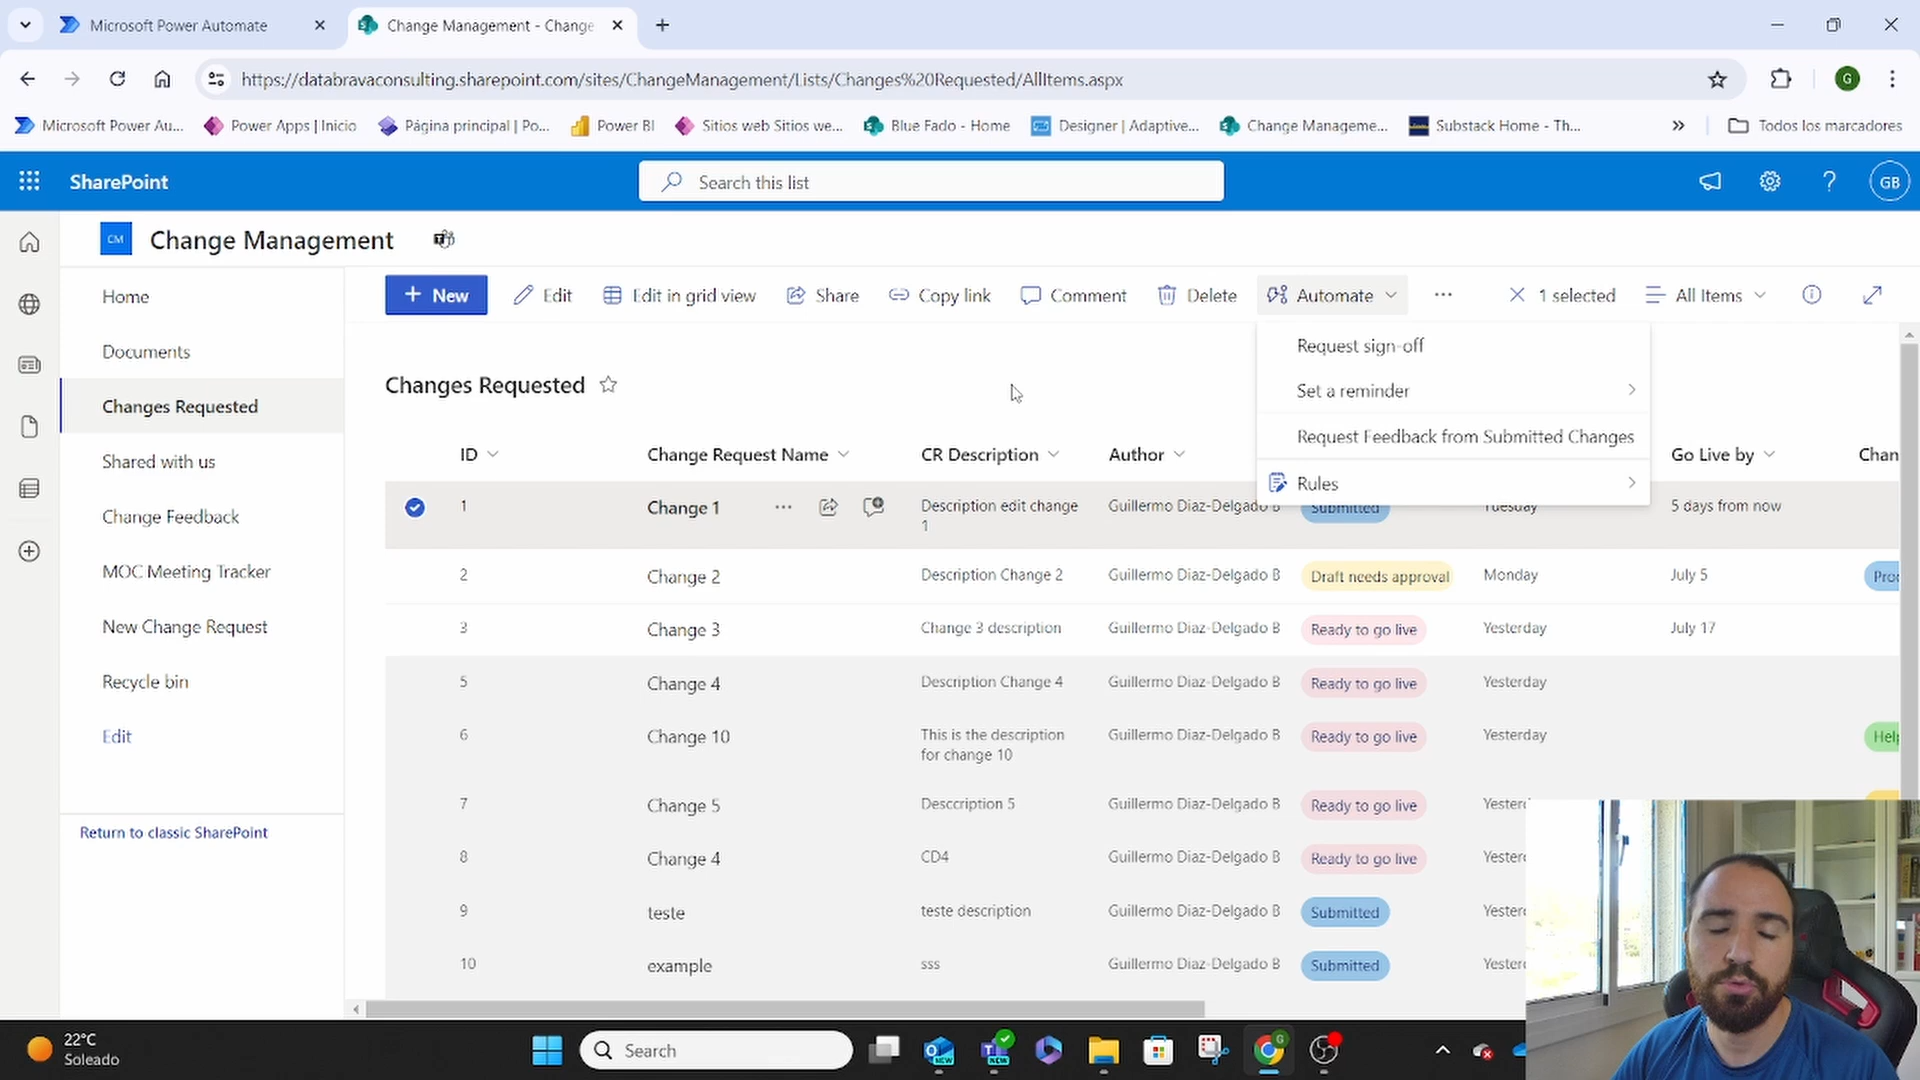 Microsoft Power Automate
Change Management - Change
https://databravaconsulting.sharepoint.com/sites/ChangeManagement/Lists/Changes%20Requested/AllItems.aspx
G
Microsoft Power Au...
Power Apps | Inicio
Página principal | Po...
Power BI
Sitios web Sitios we...
Blue Fado - Home
Designer | Adaptive...
Change Manageme...
Substack Home - Th...
Todos los marcadores
SharePoint
Search this list
GB
CM
Change Management
Home
Documents
Changes Requested
Shared with us
Change Feedback
MOC Meeting Tracker
New Change Request
Recycle bin
Edit
Return to classic SharePoint
New
Edit
Edit in grid view
Share
Copy link
Comment
Delete
Automate
1 selected
All Items
Request sign-off
Set a reminder
Request Feedback from Submitted Changes
Rules
Changes Requested
ID
Change Request Name
CR Description
Author
Go Live by
Chan
1
Change 1
Description edit change
1
Guillermo Diaz-Delgado B
Submitted
Tuesday
5 days from now
2
Change 2
Description Change 2
Guillermo Diaz-Delgado B
Draft needs approval
Monday
July 5
Proc
3
Change 3
Change 3 description
Guillermo Diaz-Delgado B
Ready to go live
Yesterday
July 17
5
Change 4
Description Change 4
Guillermo Diaz-Delgado B
Ready to go live
Yesterday
6
Change 10
This is the description
for change 10
Guillermo Diaz-Delgado B
Ready to go live
Yesterday
Help
7
Change 5
Desccription 5
Guillermo Diaz-Delgado B
Ready to go live
Yester
8
Change 4
CD4
Guillermo Diaz-Delgado B
Ready to go live
Yester
9
teste
teste description
Guillermo Diaz-Delgado B
Submitted
Yester
10
example
sss
Guillermo Diaz-Delgado B
Submitted
Yester
22°C
Soleado
Search
NEW
NEW
G